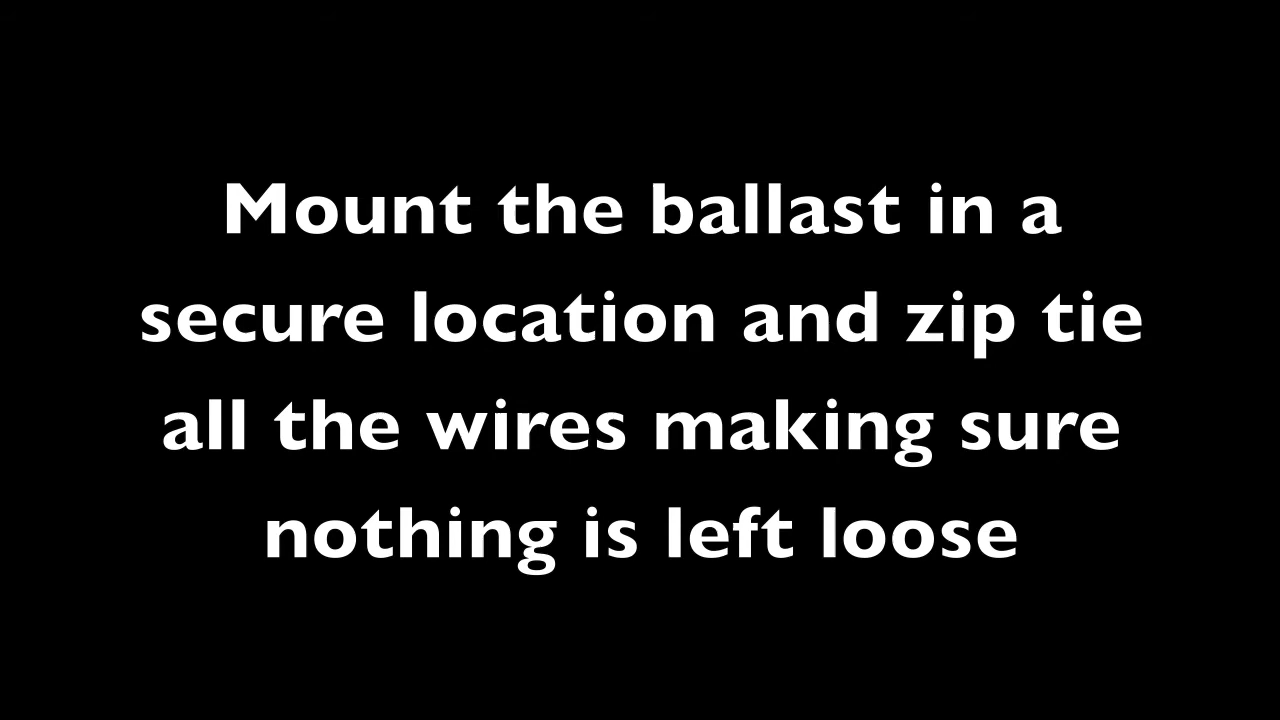 Mount the ballast in a
secure location and zip tie
all the wires making sure
nothing is left loose